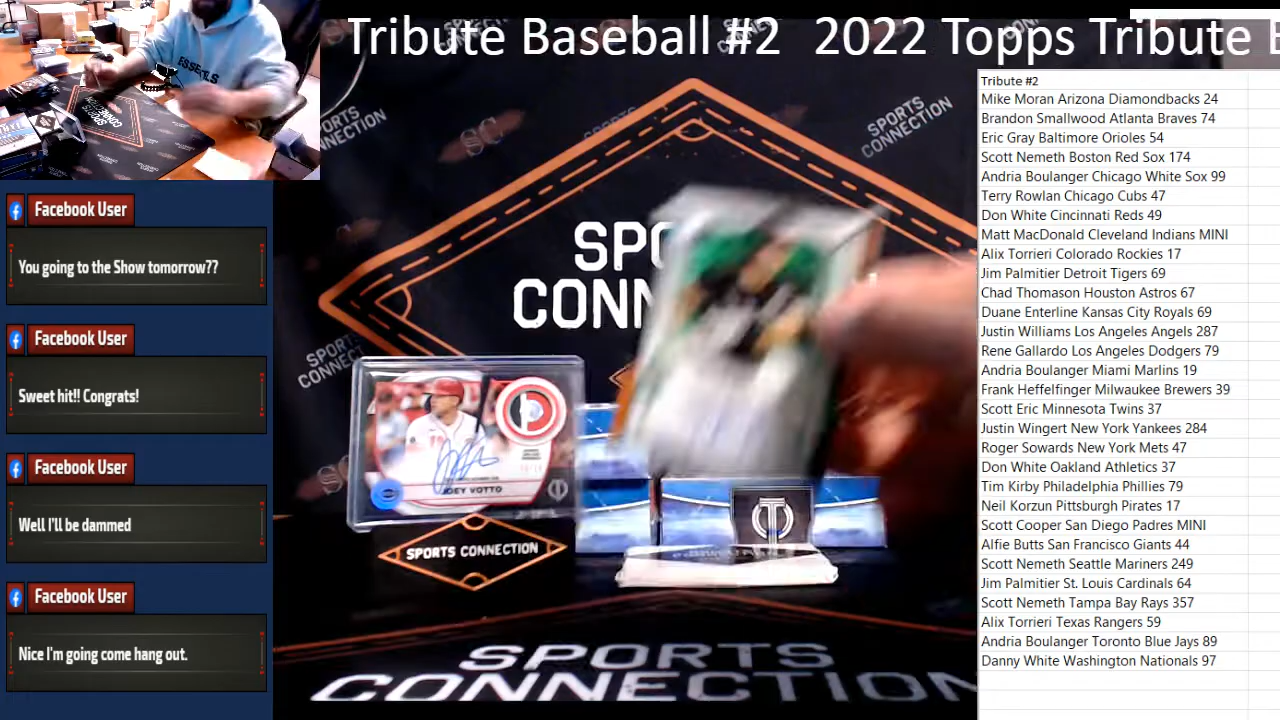 Tribute Baseball #2 2022 Topps Tribute
ESSENTIALS
SPORTS CONNECTION
SPORTS CONNECTION
SC
SPO
CONN
SPORTS CONNECTION
JOEY VOTTO
SPORTS CONNECTION
SPORTS
CONNECTION
Facebook User
You going to the Show tomorrow??
Facebook User
Sweet hit!! Congrats!
Facebook User
Well I'll be dammed
Facebook User
Nice I'm going come hang out.
Tribute #2
Mike Moran Arizona Diamondbacks 24
Brandon Smallwood Atlanta Braves 74
Eric Gray Baltimore Orioles 54
Scott Nemeth Boston Red Sox 174
Andria Boulanger Chicago White Sox 99
Terry Rowlan Chicago Cubs 47
Don White Cincinnati Reds 49
Matt MacDonald Cleveland Indians MINI
Alix Torrieri Colorado Rockies 17
Jim Palmitier Detroit Tigers 69
Chad Thomason Houston Astros 67
Duane Enterline Kansas City Royals 69
Justin Williams Los Angeles Angels 287
Rene Gallardo Los Angeles Dodgers 79
Andria Boulanger Miami Marlins 19
Frank Heffelfinger Milwaukee Brewers 39
Scott Eric Minnesota Twins 37
Justin Wingert New York Yankees 284
Roger Sowards New York Mets 47
Don White Oakland Athletics 37
Tim Kirby Philadelphia Phillies 79
Neil Korzun Pittsburgh Pirates 17
Scott Cooper San Diego Padres MINI
Alfie Butts San Francisco Giants 44
Scott Nemeth Seattle Mariners 249
Jim Palmitier St. Louis Cardinals 64
Scott Nemeth Tampa Bay Rays 357
Alix Torrieri Texas Rangers 59
Andria Boulanger Toronto Blue Jays 89
Danny White Washington Nationals 97